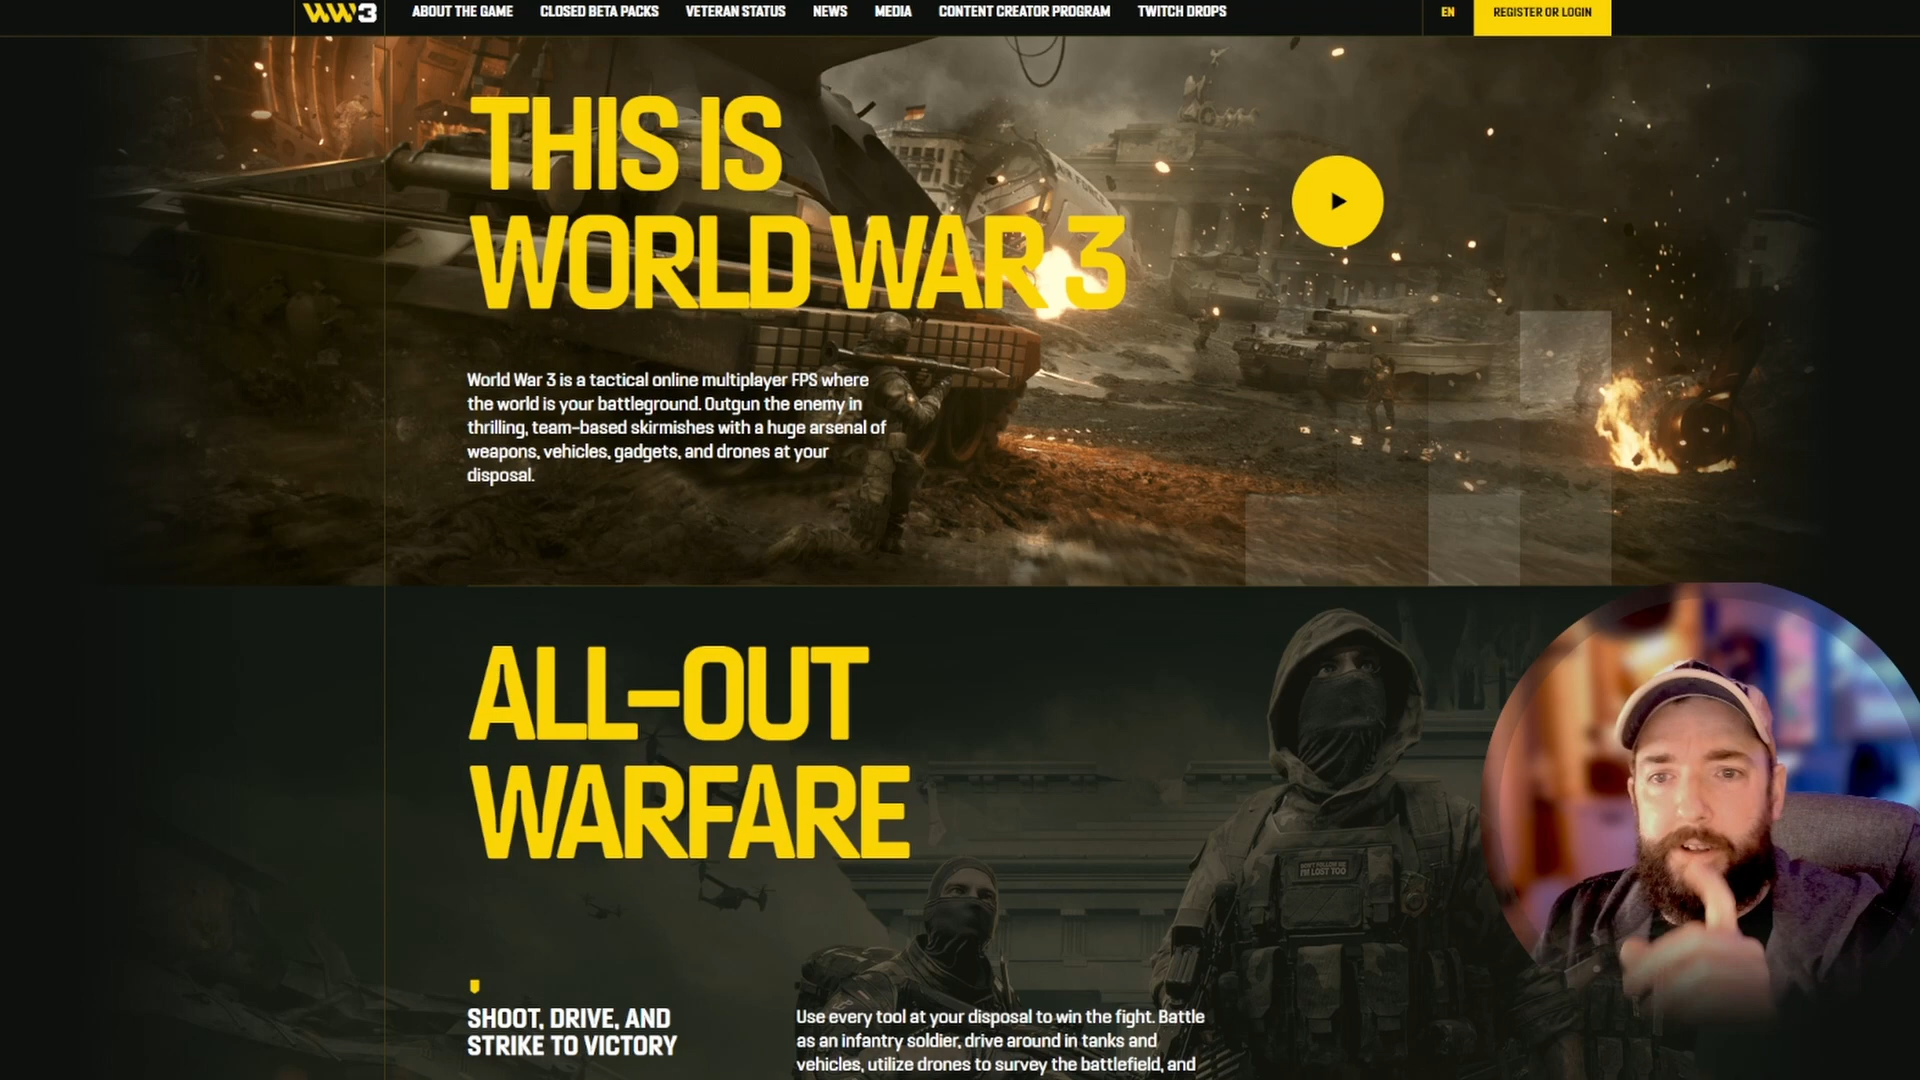 WW3
ABOUT THE GAME
CLOSED BETA PACKS
VETERAN STATUS
NEWS
MEDIA
CONTENT CREATOR PROGRAM
TWITCH DROPS
EN
REGISTER OR LOGIN
THIS IS
WORLD WAR 3
World War 3 is a tactical online multiplayer FPS where
the world is your battleground. Outgun the enemy in
thrilling, team-based skirmishes with a huge arsenal of
weapons, vehicles, gadgets, and drones at your
disposal.
ALL-OUT
WARFARE
DON'T FOLLOW ME
I'M LOST TOO
SHOOT, DRIVE, AND
STRIKE TO VICTORY
Use every tool at your disposal to win the fight. Battle
as an infantry soldier, drive around in tanks and
vehicles, utilize drones to survey the battlefield, and